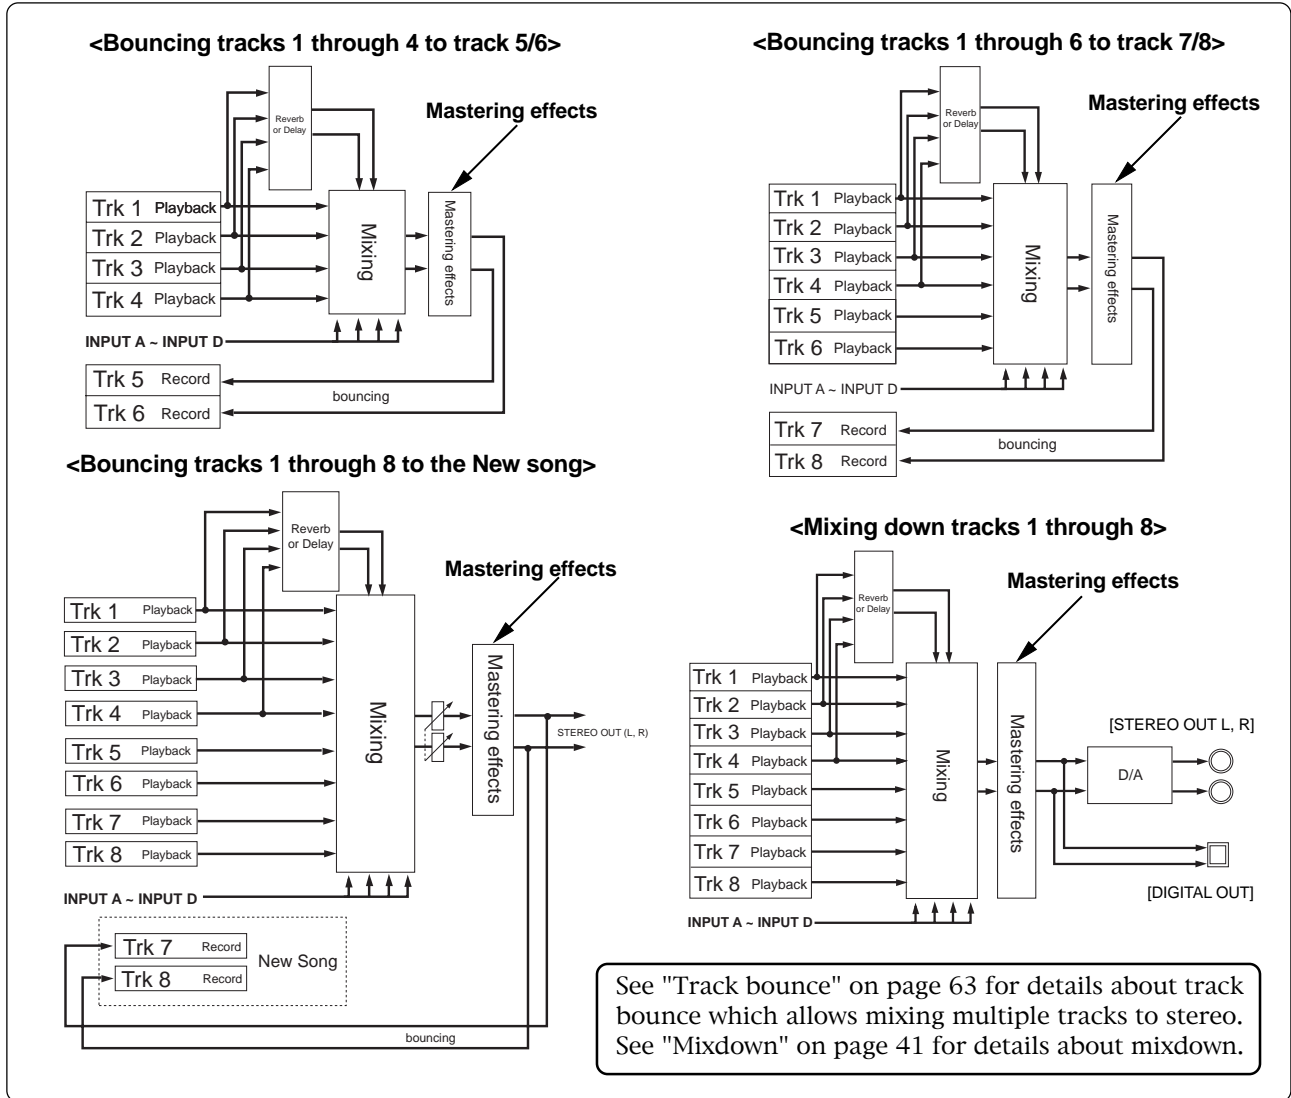 <Bouncing tracks 1 through 4 to track 5/6>
Mastering effects
Reverb
or Delay
Trk 1 Playback
Trk 2 Playback
Trk 3 Playback
Trk 4 Playback
Mixing
Mastering effects
INPUT A ~ INPUT D
Trk 5 Record
Trk 6 Record
bouncing
<Bouncing tracks 1 through 6 to track 7/8>
Mastering effects
Reverb
or Delay
Trk 1 Playback
Trk 2 Playback
Trk 3 Playback
Trk 4 Playback
Trk 5 Playback
Trk 6 Playback
Mixing
Mastering effects
INPUT A ~ INPUT D
Trk 7 Record
Trk 8 Record
bouncing
<Bouncing tracks 1 through 8 to the New song>
Reverb
or Delay
Mastering effects
Trk 1 Playback
Trk 2 Playback
Trk 3 Playback
Trk 4 Playback
Trk 5 Playback
Trk 6 Playback
Trk 7 Playback
Trk 8 Playback
Mixing
Mastering effects
STEREO OUT (L, R)
INPUT A ~ INPUT D
Trk 7 Record
Trk 8 Record
New Song
bouncing
<Mixing down tracks 1 through 8>
Mastering effects
Reverb
or Delay
Trk 1 Playback
Trk 2 Playback
Trk 3 Playback
Trk 4 Playback
Trk 5 Playback
Trk 6 Playback
Trk 7 Playback
Trk 8 Playback
Mixing
Mastering effects
[STEREO OUT L, R]
D/A
[DIGITAL OUT]
INPUT A ~ INPUT D
See "Track bounce" on page 63 for details about track
bounce which allows mixing multiple tracks to stereo.
See "Mixdown" on page 41 for details about mixdown.